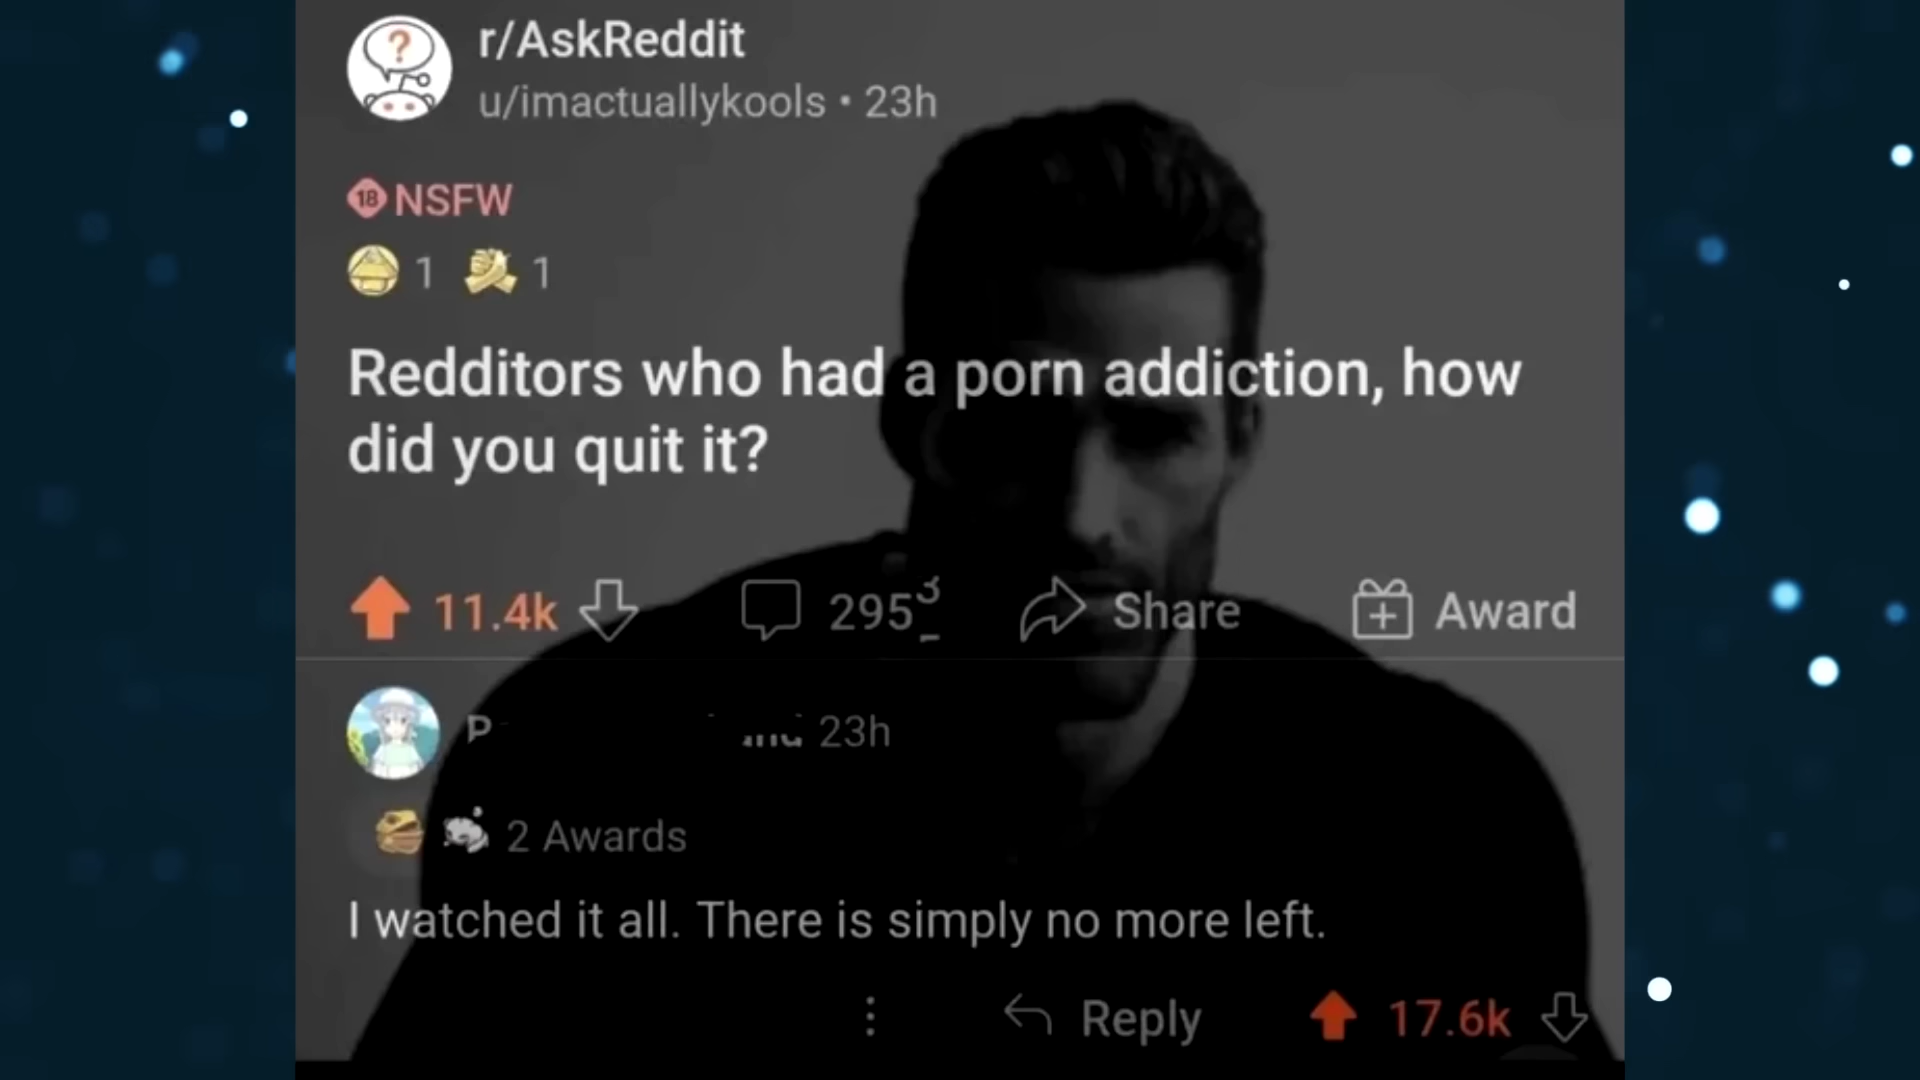 r/AskReddit
u/imactuallykools • 23h
18 NSFW
1 1
Redditors who had a porn addiction, how
did you quit it?
11.4k 295 Share Award
23h
2 Awards
I watched it all. There is simply no more left.
Reply 17.6k